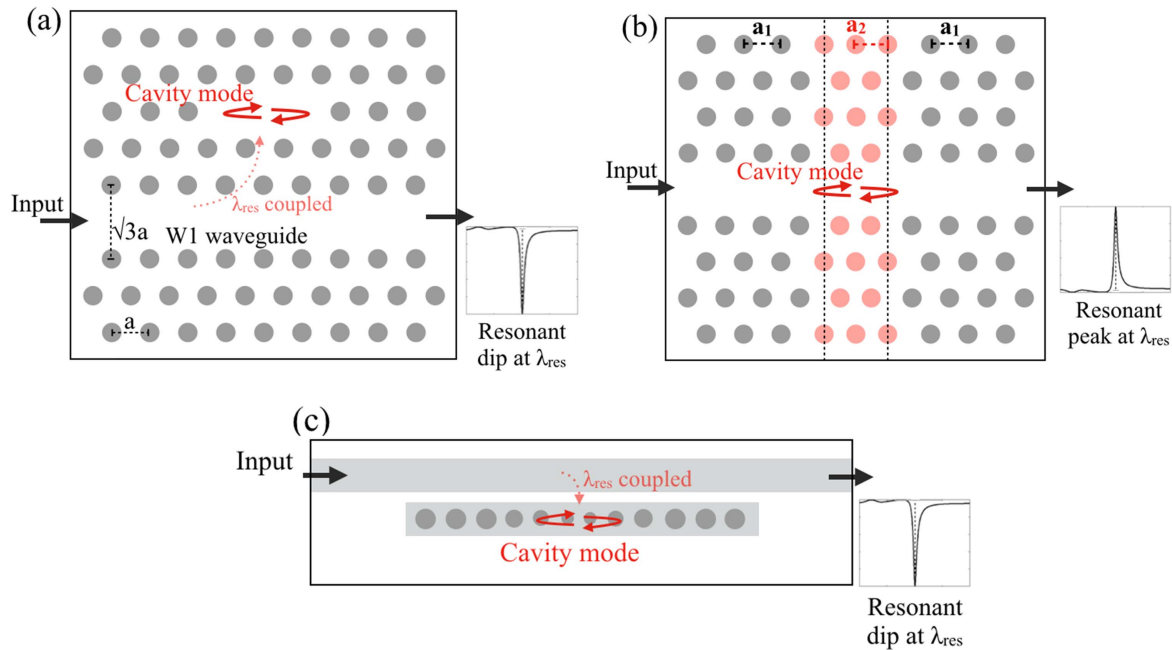 (a)
Cavity mode
λres coupled
Input
√3a
W1 waveguide
a
Resonant
dip at λres
(b)
a1
a2
a1
Input
Cavity mode
Resonant
peak at λres
(c)
Input
λres coupled
Cavity mode
Resonant
dip at λres